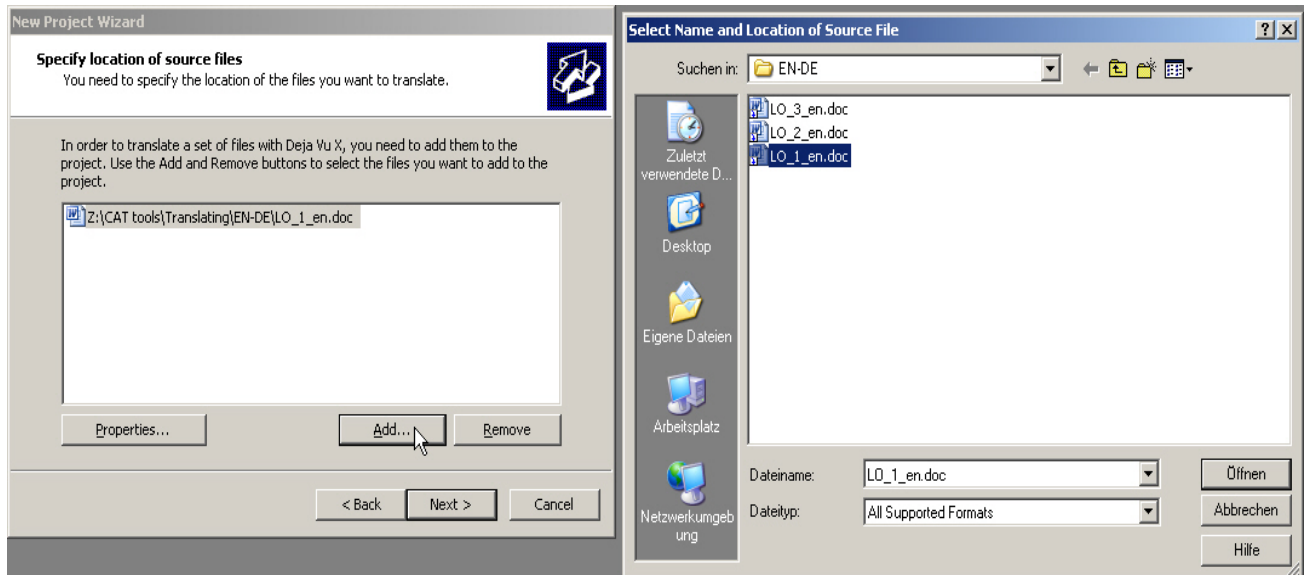 New Project Wizard
Specify location of source files
You need to specify the location of the files you want to translate.
In order to translate a set of files with Deja Vu X, you need to add them to the
project. Use the Add and Remove buttons to select the files you want to add to the
project.
Z:\CAT tools\Translating\EN-DE\LO_1_en.doc
Properties...
Add...
Remove
< Back
Next >
Cancel
Select Name and Location of Source File
Suchen in:
EN-DE
LO_3_en.doc
LO_2_en.doc
LO_1_en.doc
Zuletzt
verwendete D...
Desktop
Eigene Dateien
Arbeitsplatz
Netzwerkumgeb
ung
Dateiname:
LO_1_en.doc
Öffnen
Dateityp:
All Supported Formats
Abbrechen
Hilfe